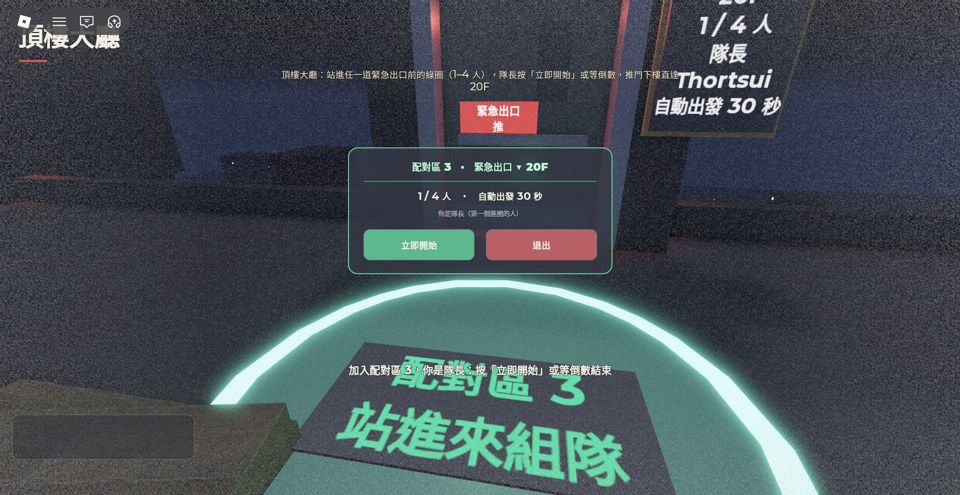 頂樓大廳
20F
1 / 4 人
隊長
Thortsui
自動出發 30 秒
頂樓大廳：站進任一道緊急出口前的綠圈（1–4 人），隊長按「立即開始」或等倒數，推門下樓直達
20F
緊急出口
推
配對區 3 • 緊急出口 ▼ 20F
1 / 4 人 • 自動出發 30 秒
你是隊長（第一個進圈的人）
立即開始
退出
加入配對區 3，你是隊長：按「立即開始」或等倒數結束
配對區 3
站進來組隊